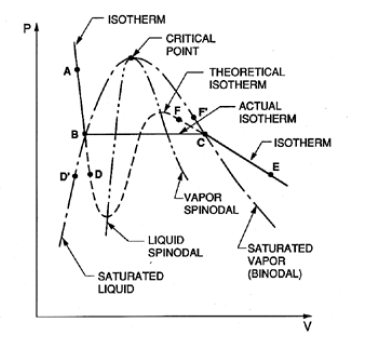 P
ISOTHERM
CRITICAL
POINT
A
THEORETICAL
ISOTHERM
F
F'
ACTUAL
ISOTHERM
B
C
ISOTHERM
D'
D
E
VAPOR
SPINODAL
LIQUID
SPINODAL
SATURATED
VAPOR
(BINODAL)
SATURATED
LIQUID
V